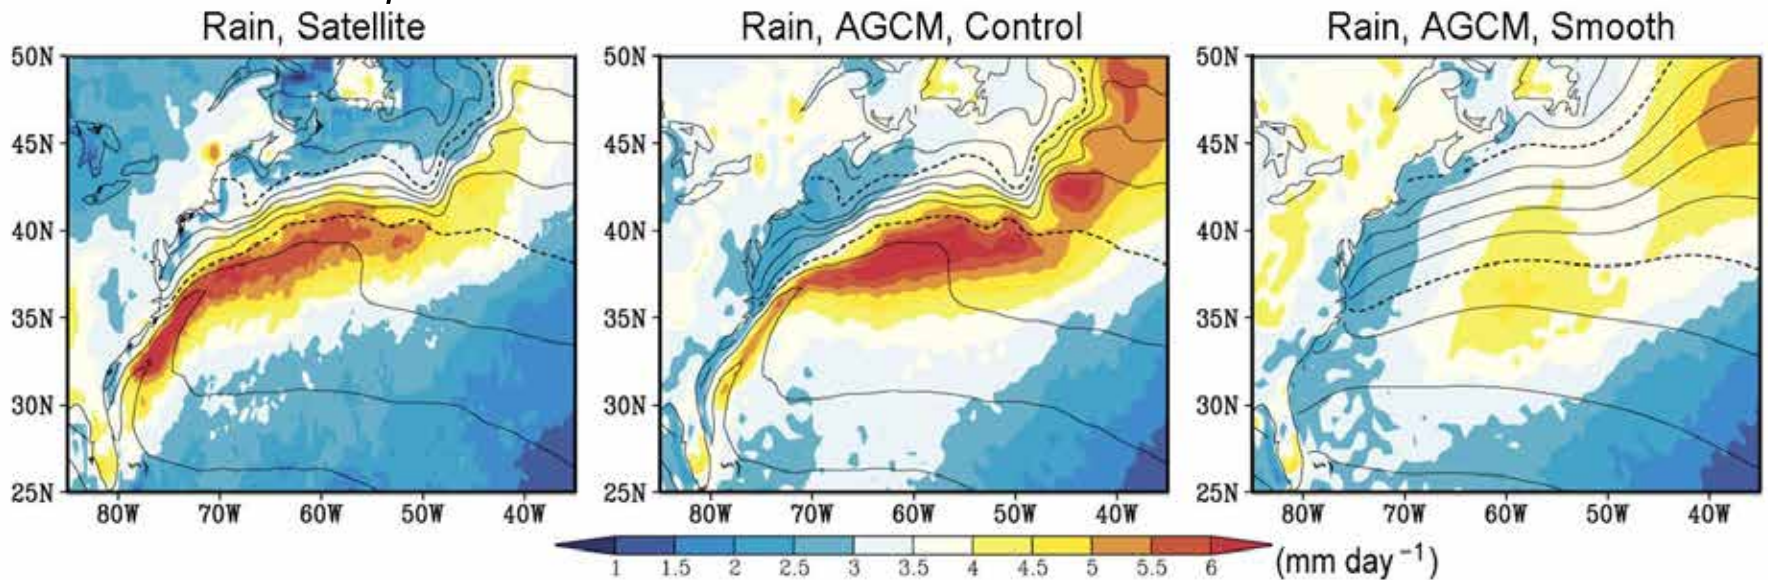 Rain, Satellite
Rain, AGCM, Control
Rain, AGCM, Smooth
50N
45N
40N
35N
30N
25N
80W 70W 60W 50W 40W
50N
45N
40N
35N
30N
25N
80W 70W 60W 50W 40W
50N
45N
40N
35N
30N
25N
80W 70W 60W 50W 40W
1 1.5 2 2.5 3 3.5 4 4.5 5 5.5 6
(mm day⁻¹)